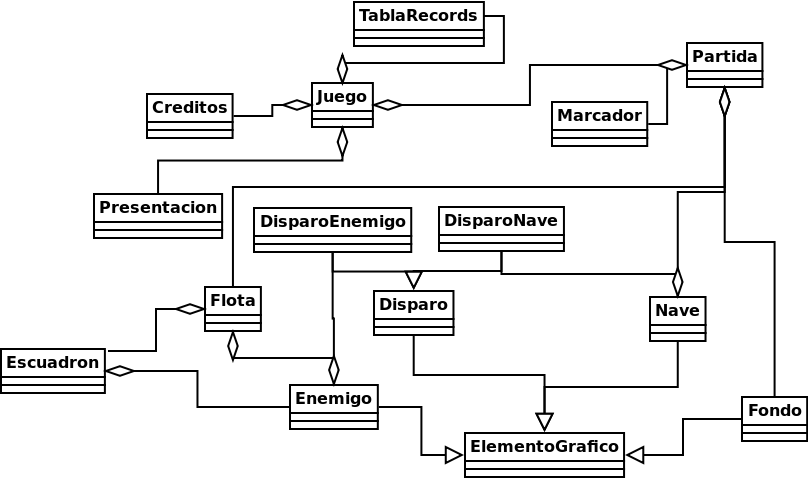 TablaRecords
Partida
Juego
Creditos
Marcador
Presentacion
DisparoEnemigo
DisparoNave
Flota
Disparo
Nave
Escuadron
Enemigo
Fondo
ElementoGrafico